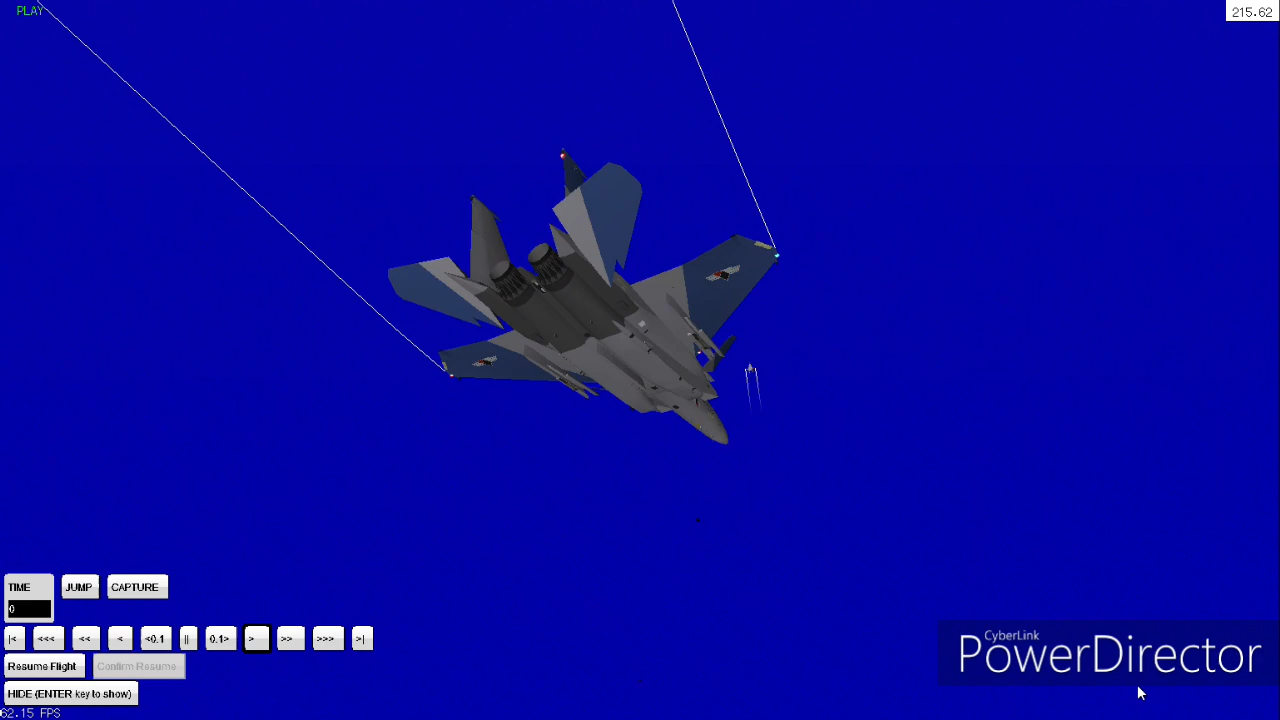 PLAY
215.62
TIME
0
JUMP
CAPTURE
|<
<<<
<<
<
<0.1
||
0.1>
>
>>
>>>
>|
Resume Flight
Confirm Resume
HIDE (ENTER key to show)
62.15 FPS
CyberLink
PowerDirector